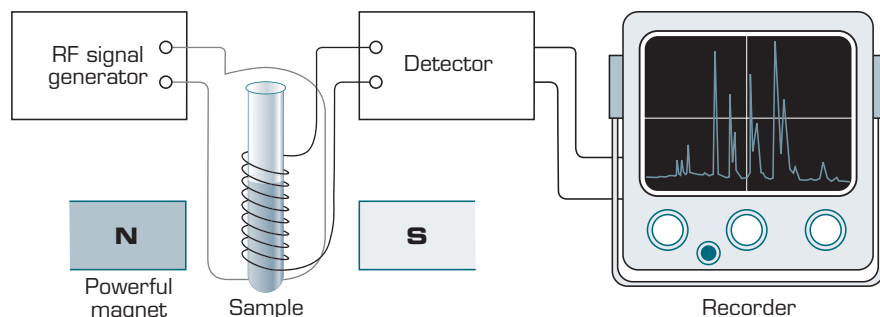 RF signal
generator
Detector
N
S
Powerful
magnet
Sample
Recorder